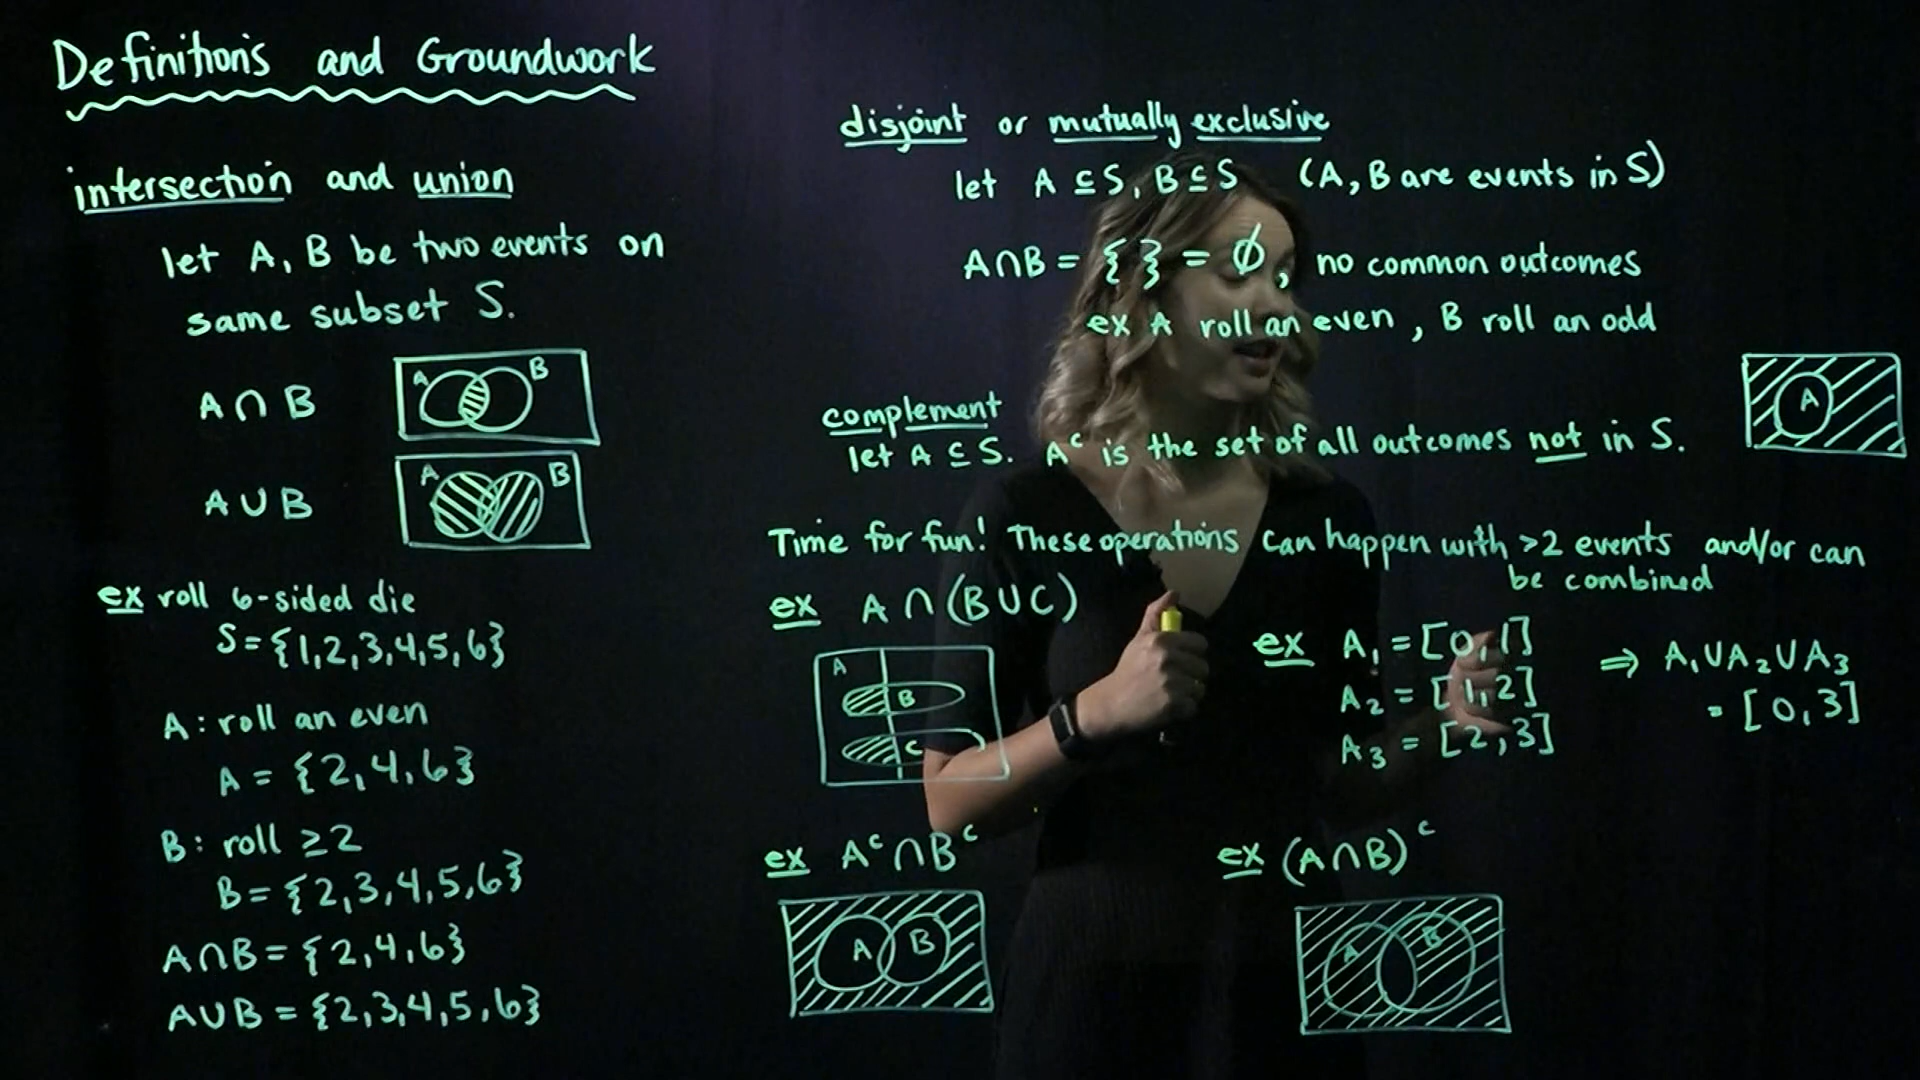 Definitions and Groundwork
intersection and union
let A, B be two events on
same subset S.
A ∩ B
A B
A ∪ B
A B
ex roll 6-sided die
S = {1,2,3,4,5,6}
A: roll an even
A = {2,4,6}
B: roll ≥2
B = {2,3,4,5,6}
A∩B = {2,4,6}
A∪B = {2,3,4,5,6}
disjoint or mutually exclusive
let A ⊆ S, B ⊆ S (A, B are events in S)
A∩B = { } = ∅, no common outcomes
ex A roll an even, B roll an odd
complement
let A ⊆ S. Aᶜ is the set of all outcomes not in S.
A
Time for fun! These operations can happen with >2 events and/or can
be combined
ex A ∩ (B ∪ C)
A
B
C
ex A₁ = [0,1]
A₂ = [1,2]
A₃ = [2,3]
⇒ A₁∪A₂∪A₃
= [0,3]
ex Aᶜ∩Bᶜ
A B
ex (A∩B)ᶜ
A B